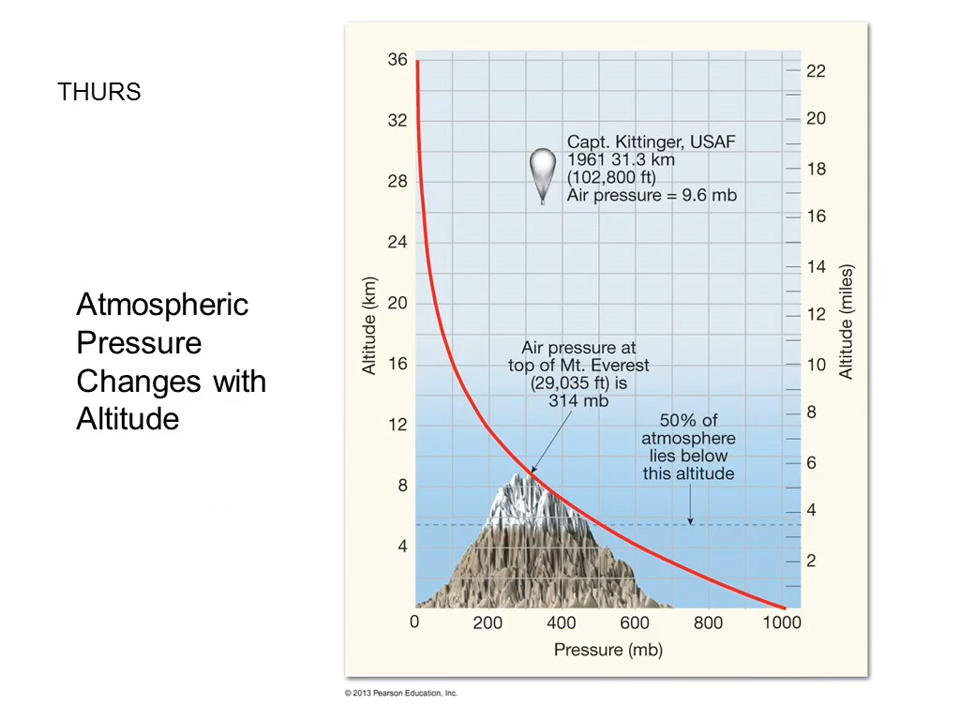 THURS
Atmospheric
Pressure
Changes with
Altitude
36
32
28
24
20
16
12
8
4
Altitude (km)
Capt. Kittinger, USAF
1961 31.3 km
(102,800 ft)
Air pressure = 9.6 mb
Air pressure at
top of Mt. Everest
(29,035 ft) is
314 mb
50% of
atmosphere
lies below
this altitude
22
20
18
16
14
12
10
8
6
4
2
Altitude (miles)
0 200 400 600 800 1000
Pressure (mb)
© 2013 Pearson Education, Inc.